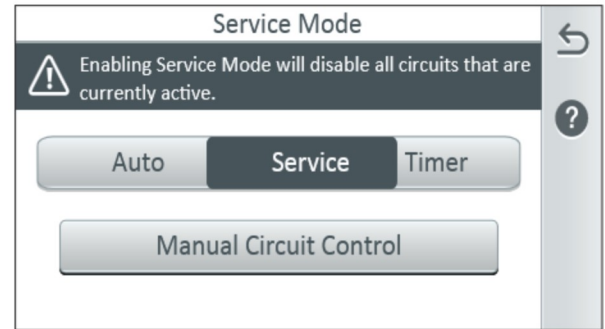 Service Mode
Enabling Service Mode will disable all circuits that are
currently active.
?
Auto Service Timer
Manual Circuit Control